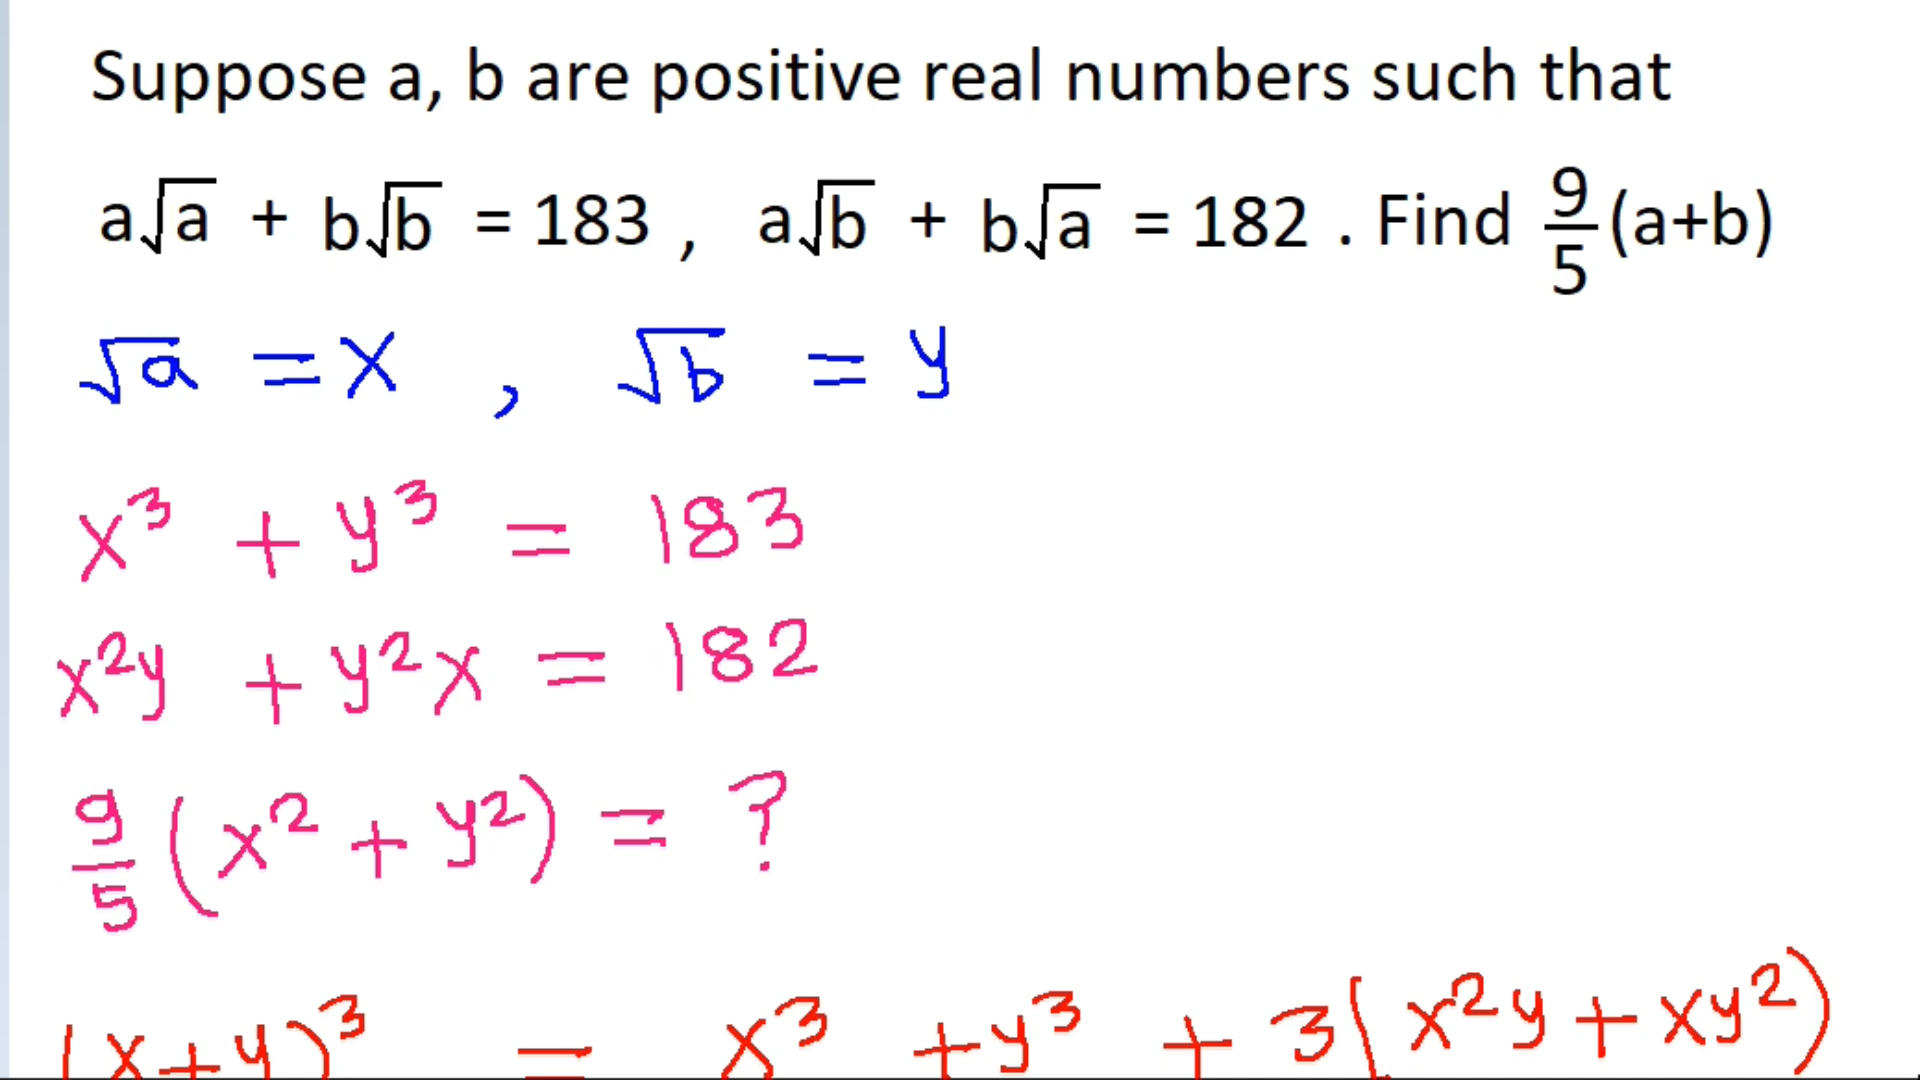 Suppose a, b are positive real numbers such that
a√a + b√b = 183 , a√b + b√a = 182 . Find 9/5 (a+b)
√a = x , √b = y
x³ + y³ = 183
x²y + y²x = 182
9/5 (x² + y²) = ?
(x+y)³ = x³ + y³ + 3(x²y + xy²)